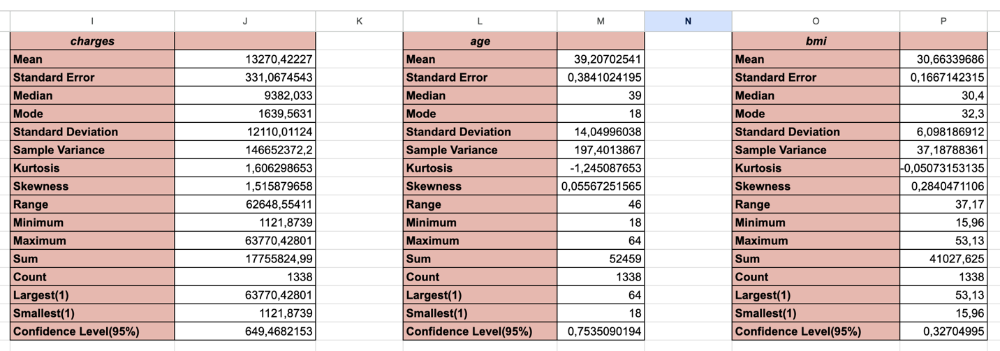 I J K L M N O P
charges age bmi
Mean 13270,42227 Mean 39,20702541 Mean 30,66339686
Standard Error 331,0674543 Standard Error 0,3841024195 Standard Error 0,1667142315
Median 9382,033 Median 39 Median 30,4
Mode 1639,5631 Mode 18 Mode 32,3
Standard Deviation 12110,01124 Standard Deviation 14,04996038 Standard Deviation 6,098186912
Sample Variance 146652372,2 Sample Variance 197,4013867 Sample Variance 37,18788361
Kurtosis 1,606298653 Kurtosis -1,245087653 Kurtosis -0,05073153135
Skewness 1,515879658 Skewness 0,05567251565 Skewness 0,2840471106
Range 62648,55411 Range 46 Range 37,17
Minimum 1121,8739 Minimum 18 Minimum 15,96
Maximum 63770,42801 Maximum 64 Maximum 53,13
Sum 17755824,99 Sum 52459 Sum 41027,625
Count 1338 Count 1338 Count 1338
Largest(1) 63770,42801 Largest(1) 64 Largest(1) 53,13
Smallest(1) 1121,8739 Smallest(1) 18 Smallest(1) 15,96
Confidence Level(95%) 649,4682153 Confidence Level(95%) 0,7535090194 Confidence Level(95%) 0,32704995